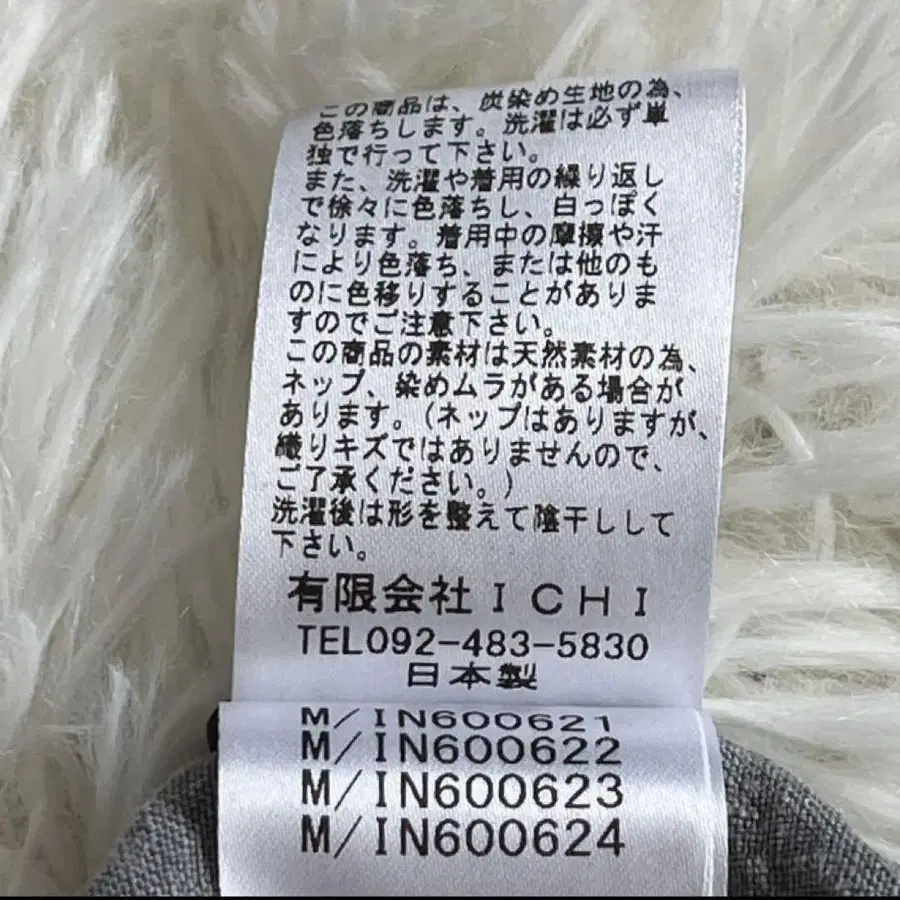 この商品は、炭染め生地の為、
色落ちします。洗濯は必ず単
独で行って下さい。
また、洗濯や着用の繰り返し
で徐々に色落ちし、白っぽく
なります。着用中の摩擦や汗
により色落ち、または他のも
のに色移りすることがありま
すのでご注意下さい。
この商品の素材は天然素材の為、
ネップ、染めムラがある場合が
あります。(ネップはありますが、
織りキズではありませんので、
ご了承ください。)
洗濯後は形を整えて陰干しして
下さい。
有限会社ICHI
TEL092-483-5830
日本製
M/IN600621
M/IN600622
M/IN600623
M/IN600624